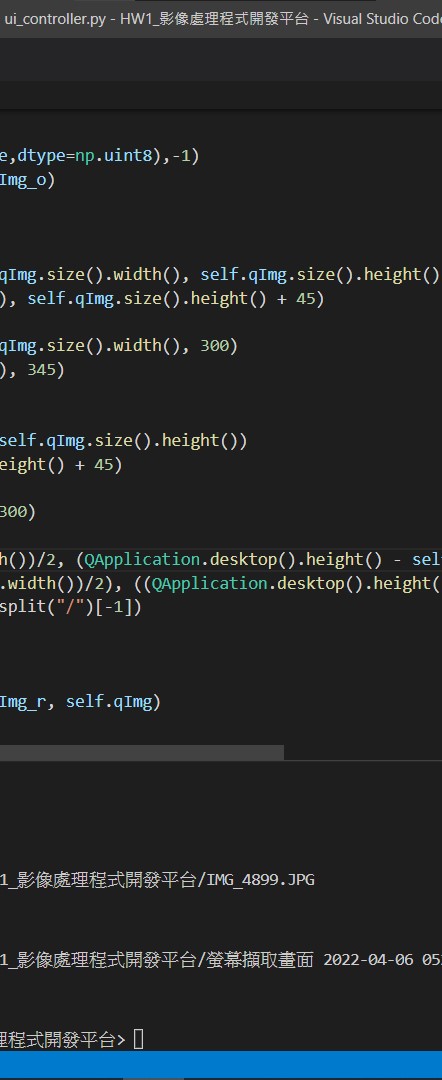 ui_controller.py - HW1_影像處理程式開發平台 - Visual Studio Code
e,dtype=np.uint8),-1)
Img_o)
qImg.size().width(), self.qImg.size().height()
), self.qImg.size().height() + 45)
qImg.size().width(), 300)
), 345)
self.qImg.size().height())
eight() + 45)
300)
h())/2, (QApplication.desktop().height() - sel
.width())/2), ((QApplication.desktop().height(
split("/")[-1])
Img_r, self.qImg)
1_影像處理程式開發平台/IMG_4899.JPG
1_影像處理程式開發平台/螢幕擷取畫面 2022-04-06 05
理程式開發平台>